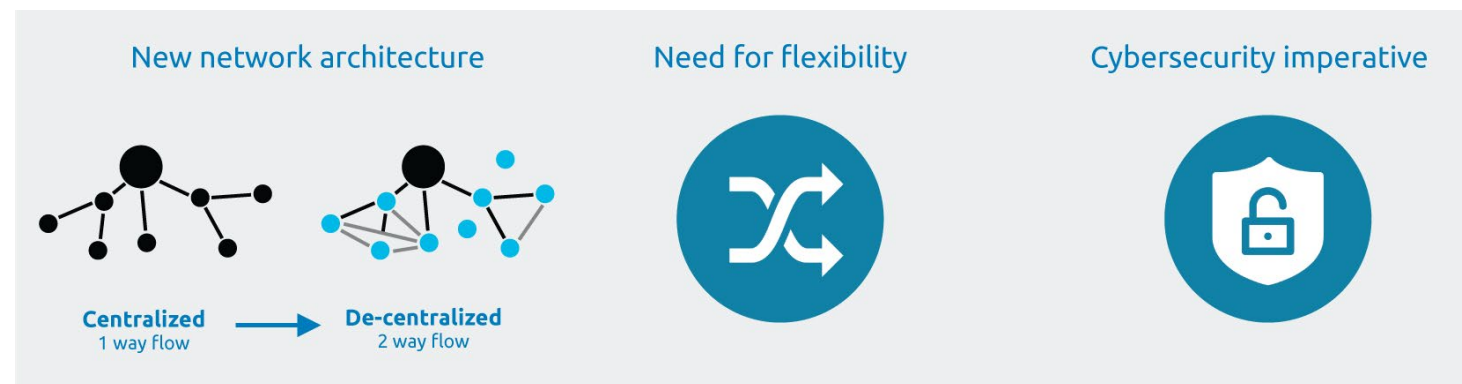 New network architecture
Need for flexibility
Cybersecurity imperative
Centralized
1 way flow
De-centralized
2 way flow